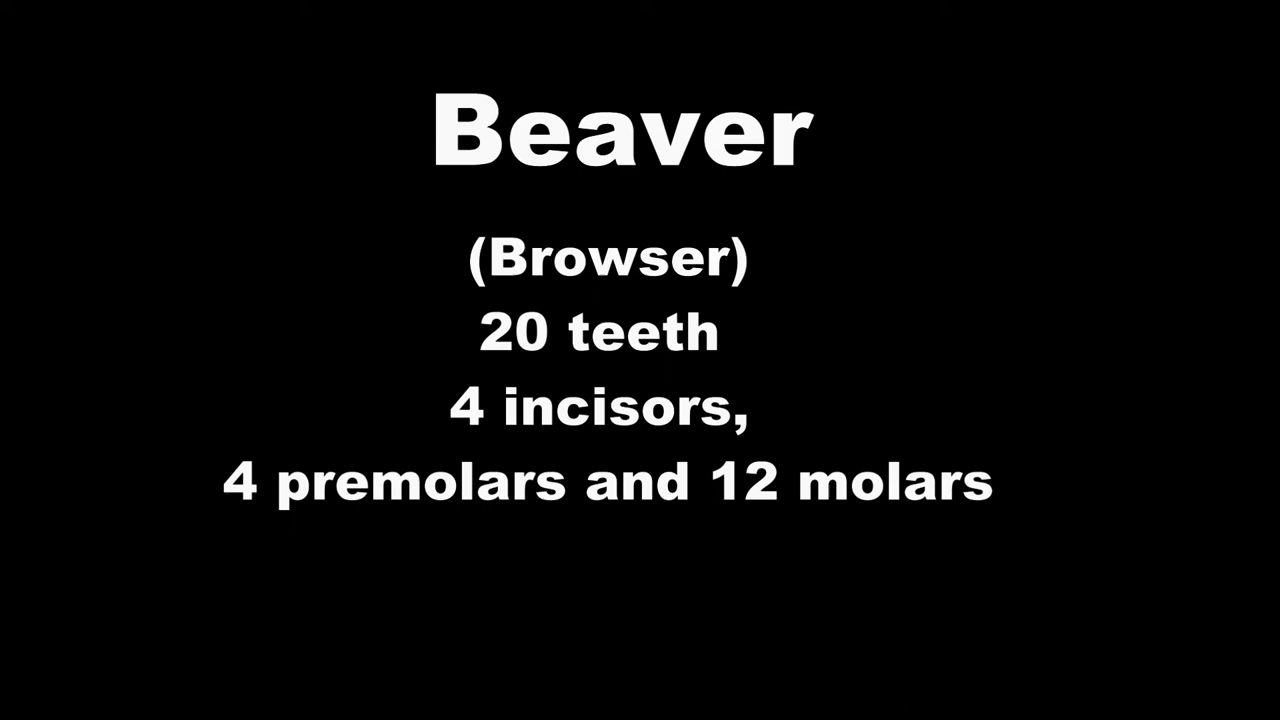 Beaver
(Browser)
20 teeth
4 incisors,
4 premolars and 12 molars